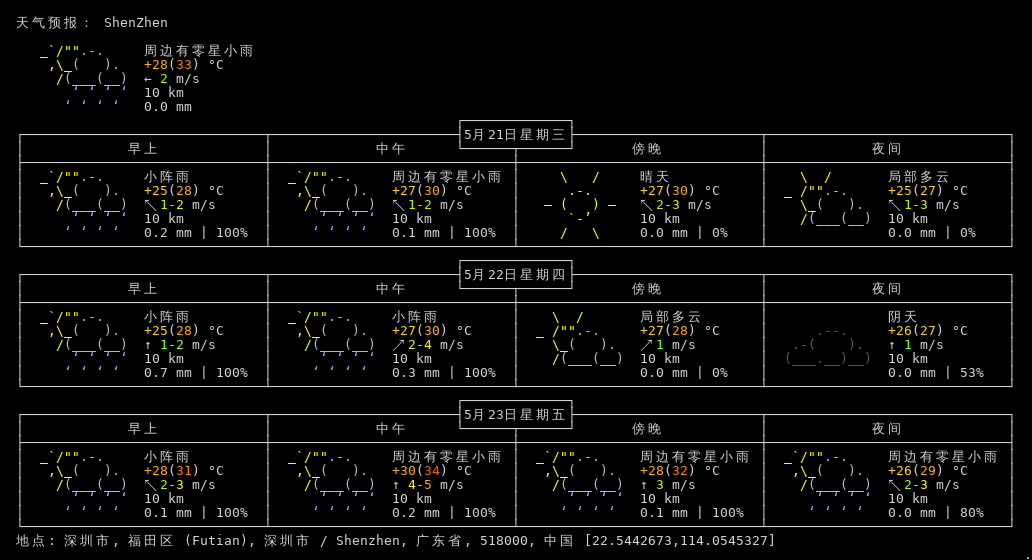 天气预报： ShenZhen
周边有零星小雨
+28(33) °C
← 2 m/s
10 km
0.0 mm
5月21日星期三
早上 中午 傍晚 夜间
小阵雨 周边有零星小雨 晴天 局部多云
+25(28) °C +27(30) °C +27(30) °C +25(27) °C
↖ 1-2 m/s ↖ 1-2 m/s ↖ 2-3 m/s ↖ 1-3 m/s
10 km 10 km 10 km 10 km
0.2 mm | 100% 0.1 mm | 100% 0.0 mm | 0% 0.0 mm | 0%
5月22日星期四
早上 中午 傍晚 夜间
小阵雨 小阵雨 局部多云 阴天
+25(28) °C +27(30) °C +27(28) °C +26(27) °C
↑ 1-2 m/s ↗ 2-4 m/s ↗ 1 m/s ↑ 1 m/s
10 km 10 km 10 km 10 km
0.7 mm | 100% 0.3 mm | 100% 0.0 mm | 0% 0.0 mm | 53%
5月23日星期五
早上 中午 傍晚 夜间
小阵雨 周边有零星小雨 周边有零星小雨 周边有零星小雨
+28(31) °C +30(34) °C +28(32) °C +26(29) °C
↖ 2-3 m/s ↑ 4-5 m/s ↑ 3 m/s ↖ 2-3 m/s
10 km 10 km 10 km 10 km
0.1 mm | 100% 0.2 mm | 100% 0.1 mm | 100% 0.0 mm | 80%
地点: 深圳市, 福田区 (Futian), 深圳市 / Shenzhen, 广东省, 518000, 中国 [22.5442673,114.0545327]